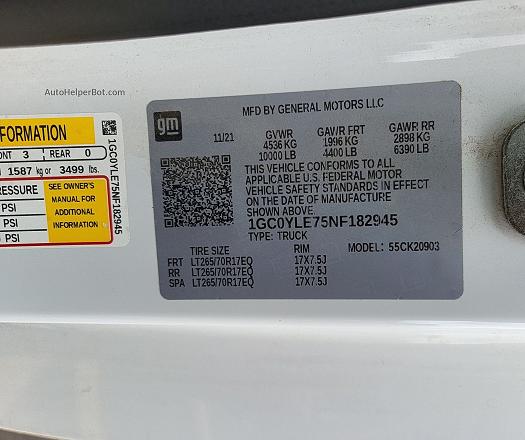 AutoHelperBot.com
FORMATION
ONT 3 REAR 0
1587 kg or 3499 lbs.
PRESSURE
PSI
PSI
PSI
SEE OWNER'S
MANUAL FOR
ADDITIONAL
INFORMATION
1GC0YLE75NF182945
gm
MFD BY GENERAL MOTORS LLC
11/21 GVWR GAWR FRT GAWR RR
4536 KG 1996 KG 2898 KG
10000 LB 4400 LB 6390 LB
THIS VEHICLE CONFORMS TO ALL
APPLICABLE U.S. FEDERAL MOTOR
VEHICLE SAFETY STANDARDS IN EFFECT
ON THE DATE OF MANUFACTURE
SHOWN ABOVE.
1GC0YLE75NF182945
TYPE: TRUCK MODEL: 55CK20903
TIRE SIZE RIM
FRT LT265/70R17EQ 17X7.5J
RR LT265/70R17EQ 17X7.5J
SPA LT265/70R17EQ 17X7.5J